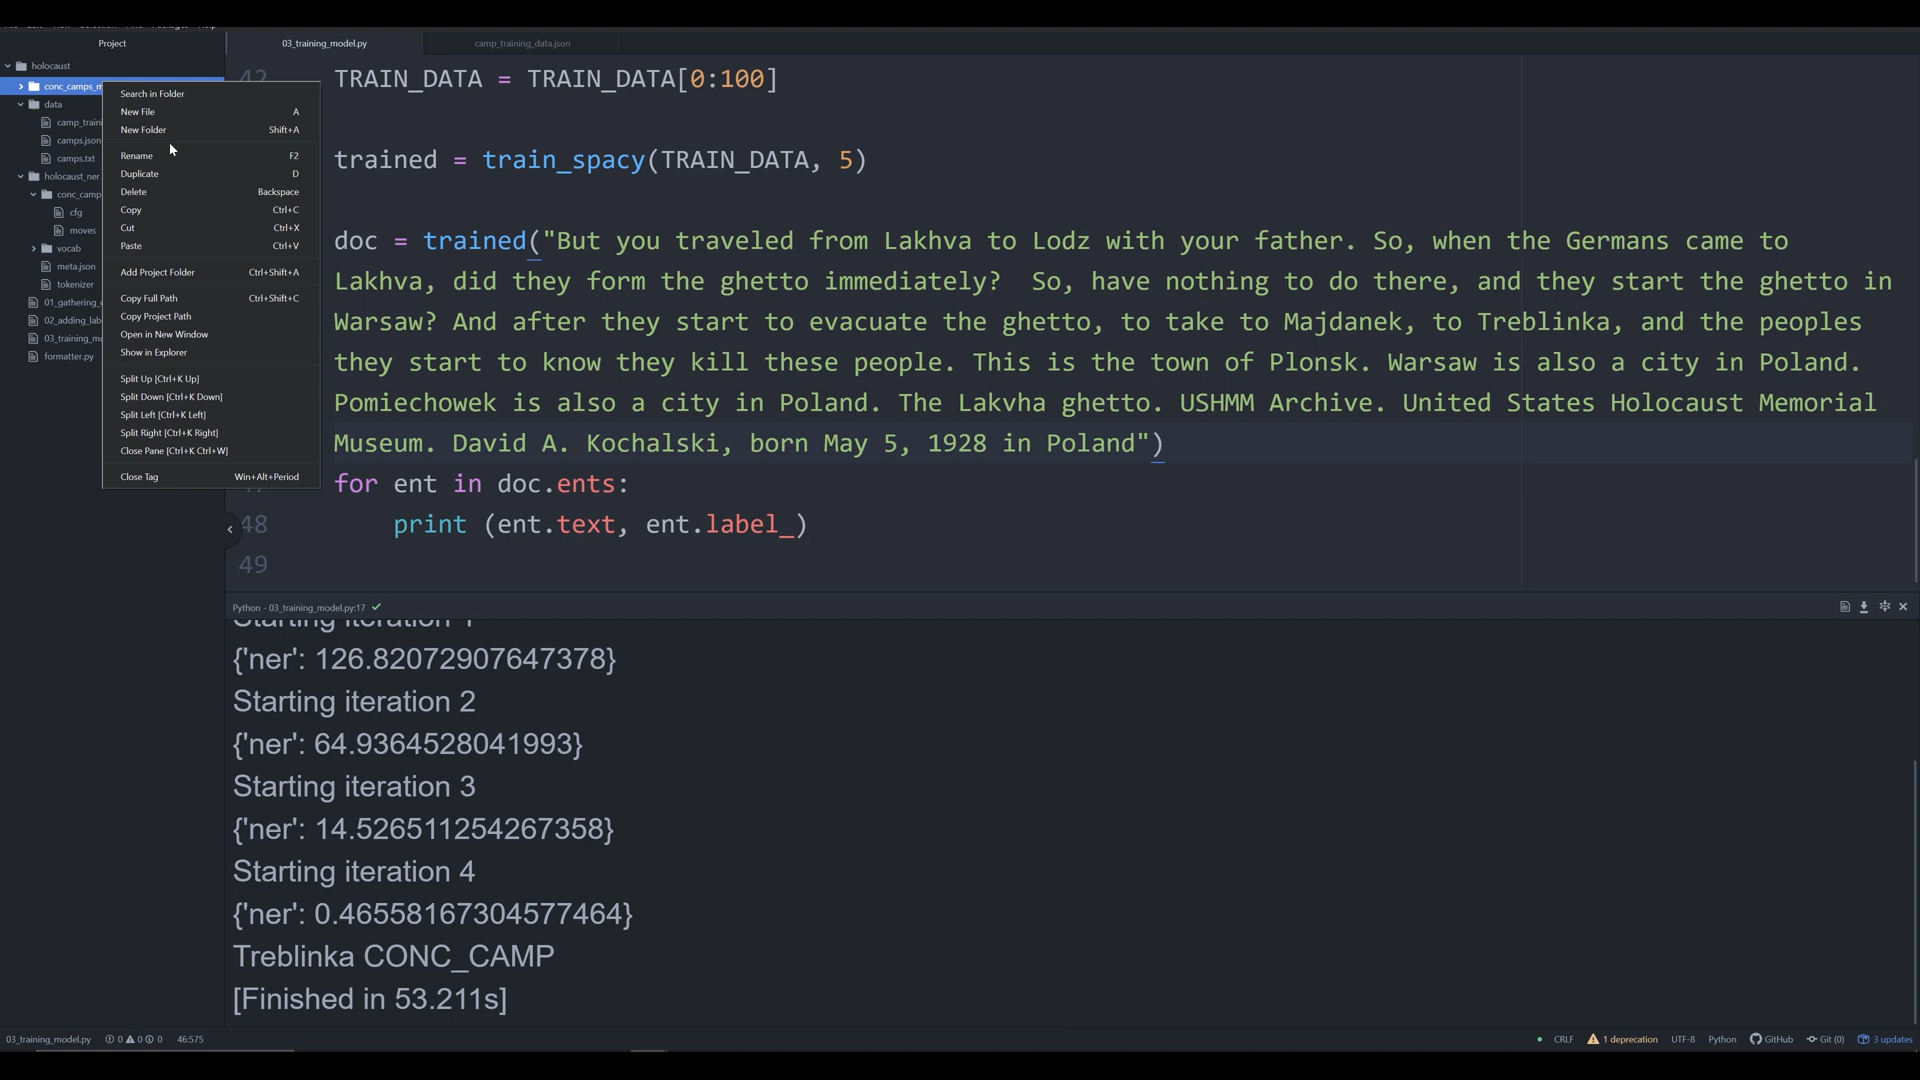 Project
03_training_model.py
camp_training_data.json
holocaust
conc_camps_m
data
camp_traini
camps.json
camps.txt
holocaust_ner
conc_camp
cfg
moves
vocab
meta.json
tokenizer
01_gathering_
02_adding_lab
03_training_mo
formatter.py
Search in Folder
New File A
New Folder Shift+A
Rename F2
Duplicate D
Delete Backspace
Copy Ctrl+C
Cut Ctrl+X
Paste Ctrl+V
Add Project Folder Ctrl+Shift+A
Copy Full Path Ctrl+Shift+C
Copy Project Path
Open in New Window
Show in Explorer
Split Up [Ctrl+K Up]
Split Down [Ctrl+K Down]
Split Left [Ctrl+K Left]
Split Right [Ctrl+K Right]
Close Pane [Ctrl+K Ctrl+W]
Close Tag Win+Alt+Period
42 TRAIN_DATA = TRAIN_DATA[0:100]
trained = train_spacy(TRAIN_DATA, 5)
doc = trained("But you traveled from Lakhva to Lodz with your father. So, when the Germans came to
Lakhva, did they form the ghetto immediately?  So, have nothing to do there, and they start the ghetto in
Warsaw? And after they start to evacuate the ghetto, to take to Majdanek, to Treblinka, and the peoples
they start to know they kill these people. This is the town of Plonsk. Warsaw is also a city in Poland.
Pomiechowek is also a city in Poland. The Lakvha ghetto. USHMM Archive. United States Holocaust Memorial
Museum. David A. Kochalski, born May 5, 1928 in Poland")
for ent in doc.ents:
48 print (ent.text, ent.label_)
49
Python - 03_training_model.py:17
Starting iteration 1
{'ner': 126.82072907647378}
Starting iteration 2
{'ner': 64.9364528041993}
Starting iteration 3
{'ner': 14.526511254267358}
Starting iteration 4
{'ner': 0.46558167304577464}
Treblinka CONC_CAMP
[Finished in 53.211s]
03_training_model.py 0 0 0 46:575
CRLF 1 deprecation UTF-8 Python GitHub Git (0) 3 updates